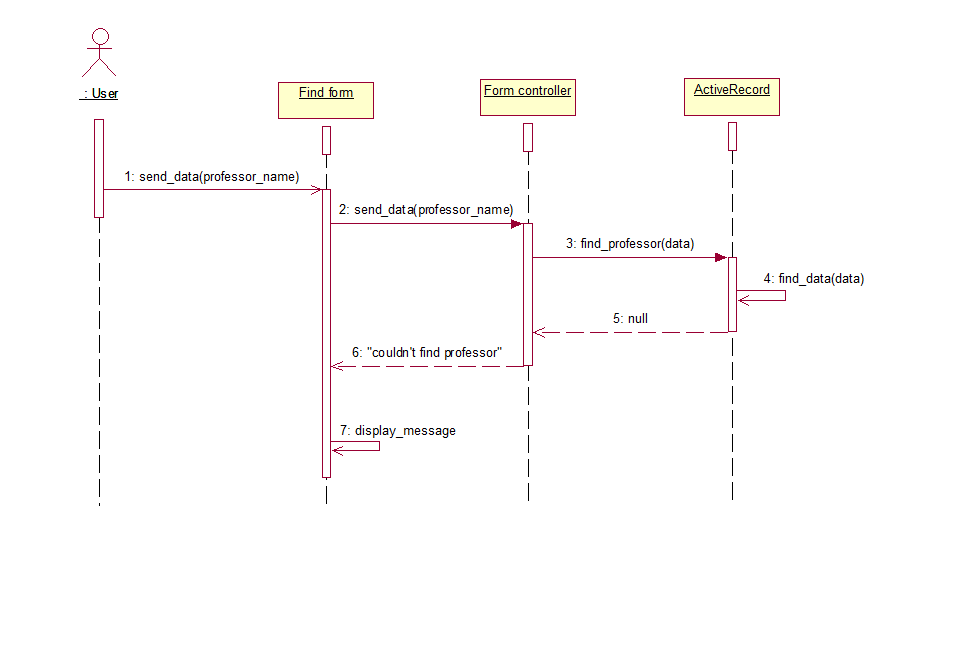 : User
Find form
Form controller
ActiveRecord
1: send_data(professor_name)
2: send_data(professor_name)
3: find_professor(data)
4: find_data(data)
5: null
6: "couldn't find professor"
7: display_message